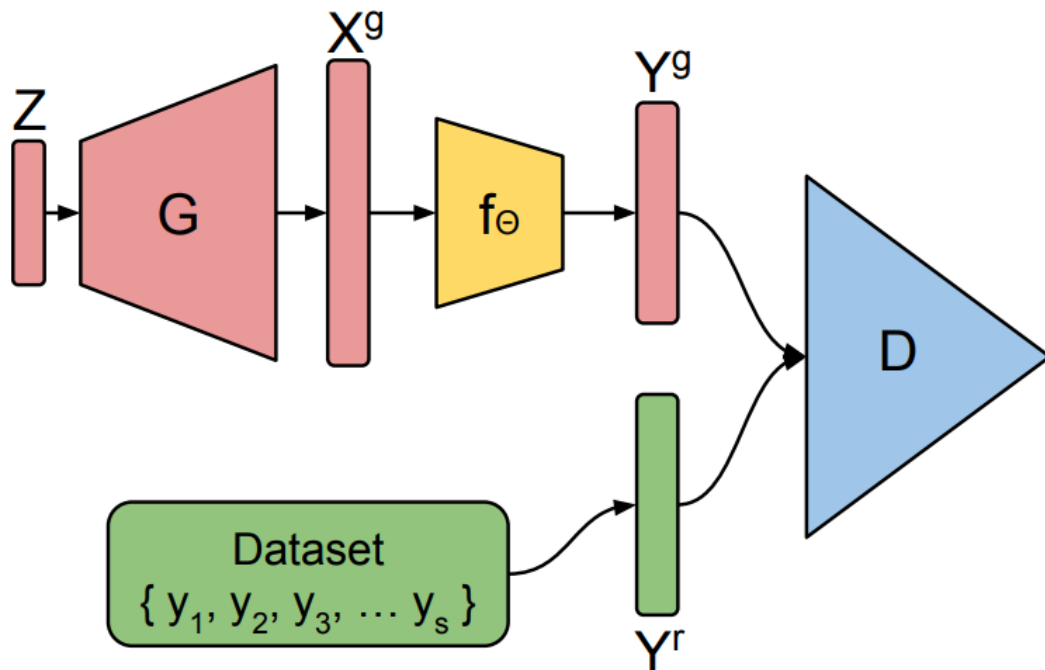 Z
G
X^g
f_Θ
Y^g
D
Dataset
{ y_1, y_2, y_3, … y_s }
Y^r